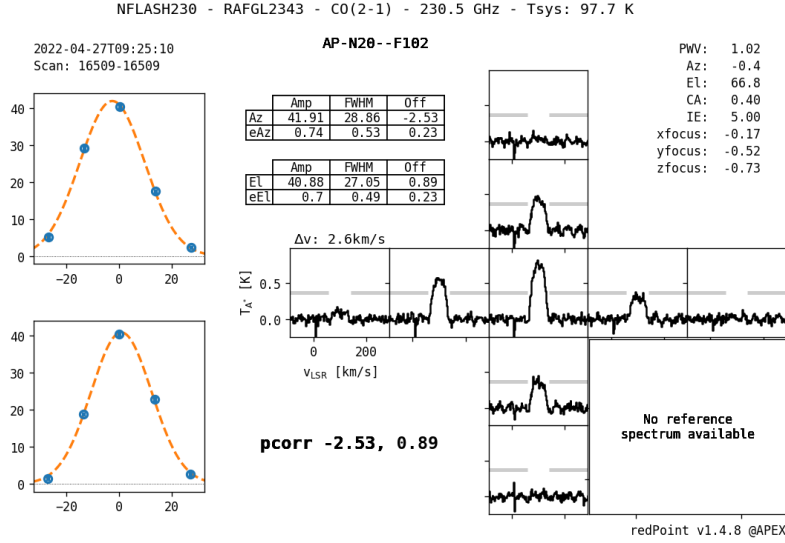 NFLASH230 - RAFGL2343 - CO(2-1) - 230.5 GHz - Tsys: 97.7 K
2022-04-27T09:25:10
Scan: 16509-16509
AP-N20--F102
PWV: 1.02
Az: -0.4
El: 66.8
CA: 0.40
IE: 5.00
xfocus: -0.17
yfocus: -0.52
zfocus: -0.73
Amp FWHM Off
Az 41.91 28.86 -2.53
eAz 0.74 0.53 0.23
Amp FWHM Off
El 40.88 27.05 0.89
eEl 0.7 0.49 0.23
40
30
20
10
0
−20 0 20
Δv: 2.6km/s
T_A* [K]
0.5
0.0
0 200
v_LSR [km/s]
40
30
20
10
0
−20 0 20
pcorr -2.53, 0.89
No reference
spectrum available
redPoint v1.4.8 @APEX